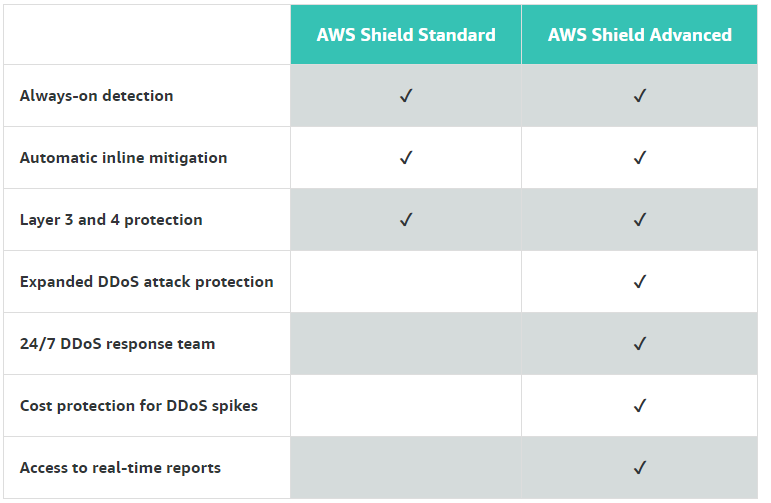 AWS Shield Standard AWS Shield Advanced
Always-on detection ✓ ✓
Automatic inline mitigation ✓ ✓
Layer 3 and 4 protection ✓ ✓
Expanded DDoS attack protection ✓
24/7 DDoS response team ✓
Cost protection for DDoS spikes ✓
Access to real-time reports ✓